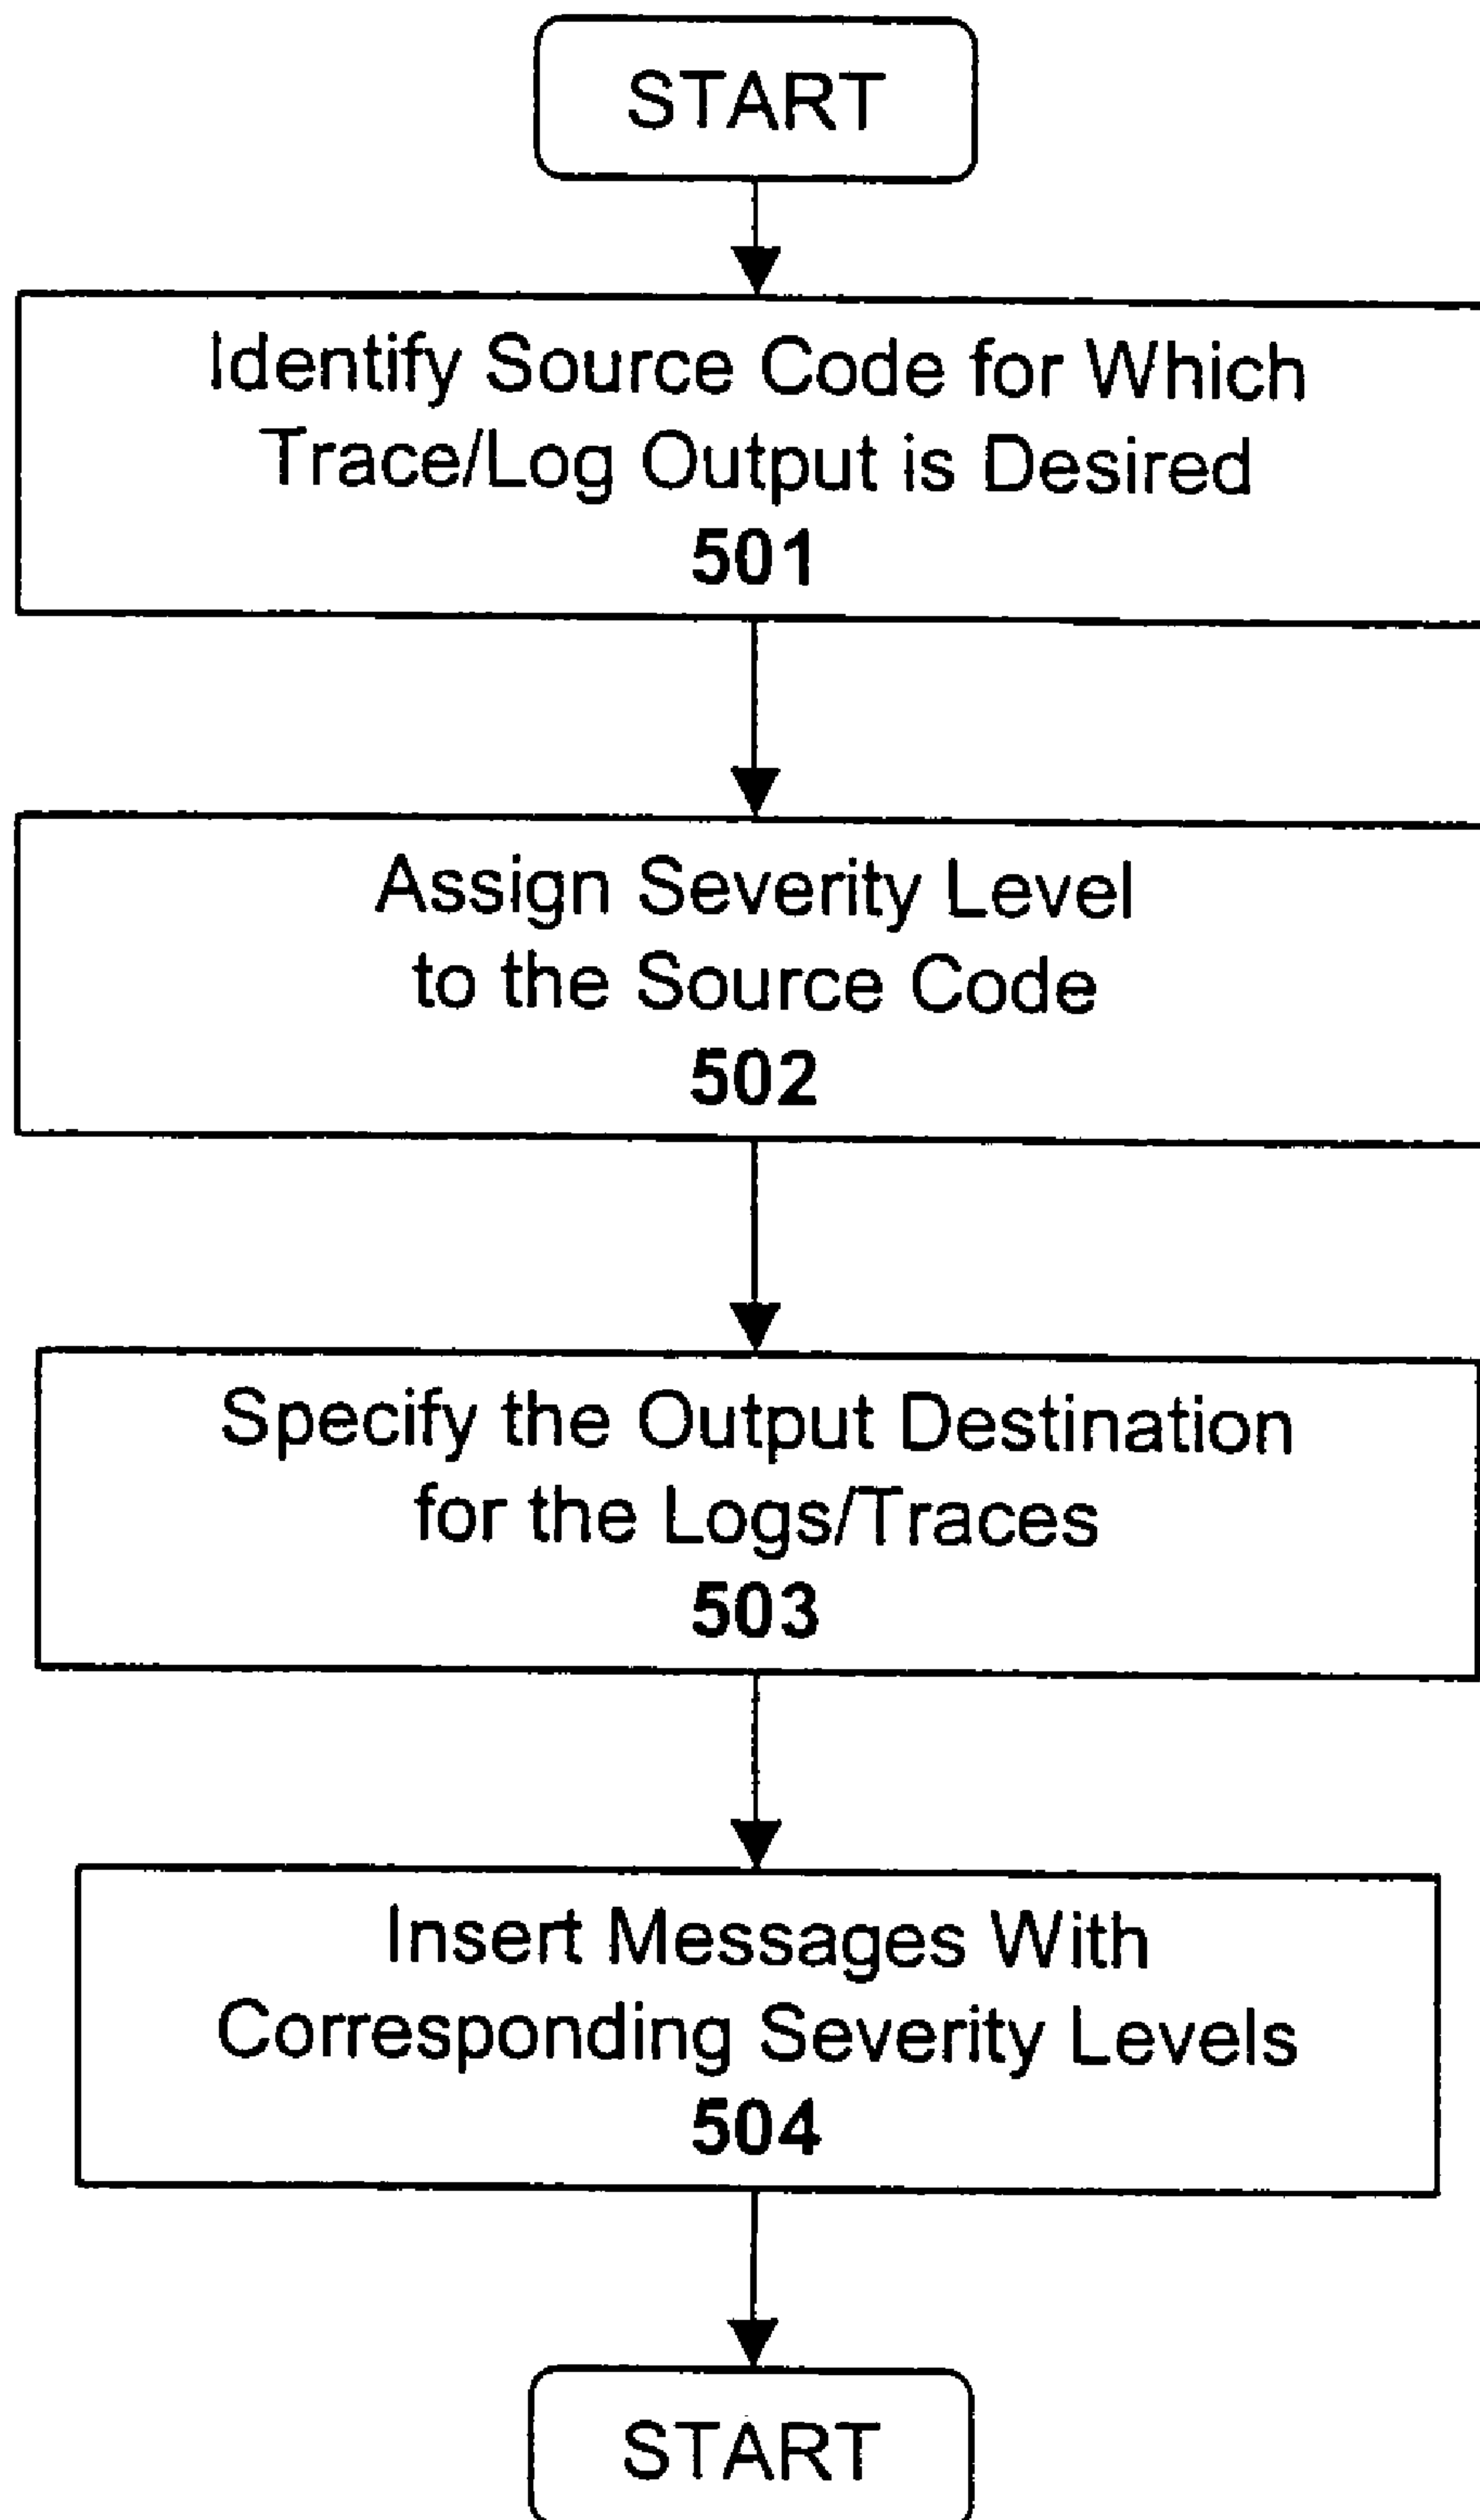 START
Identify Source Code for Which
Trace/Log Output is Desired
501
Assign Severity Level
to the Source Code
502
Specify the Output Destination
for the Logs/Traces
503
Insert Messages With
Corresponding Severity Levels
504
START